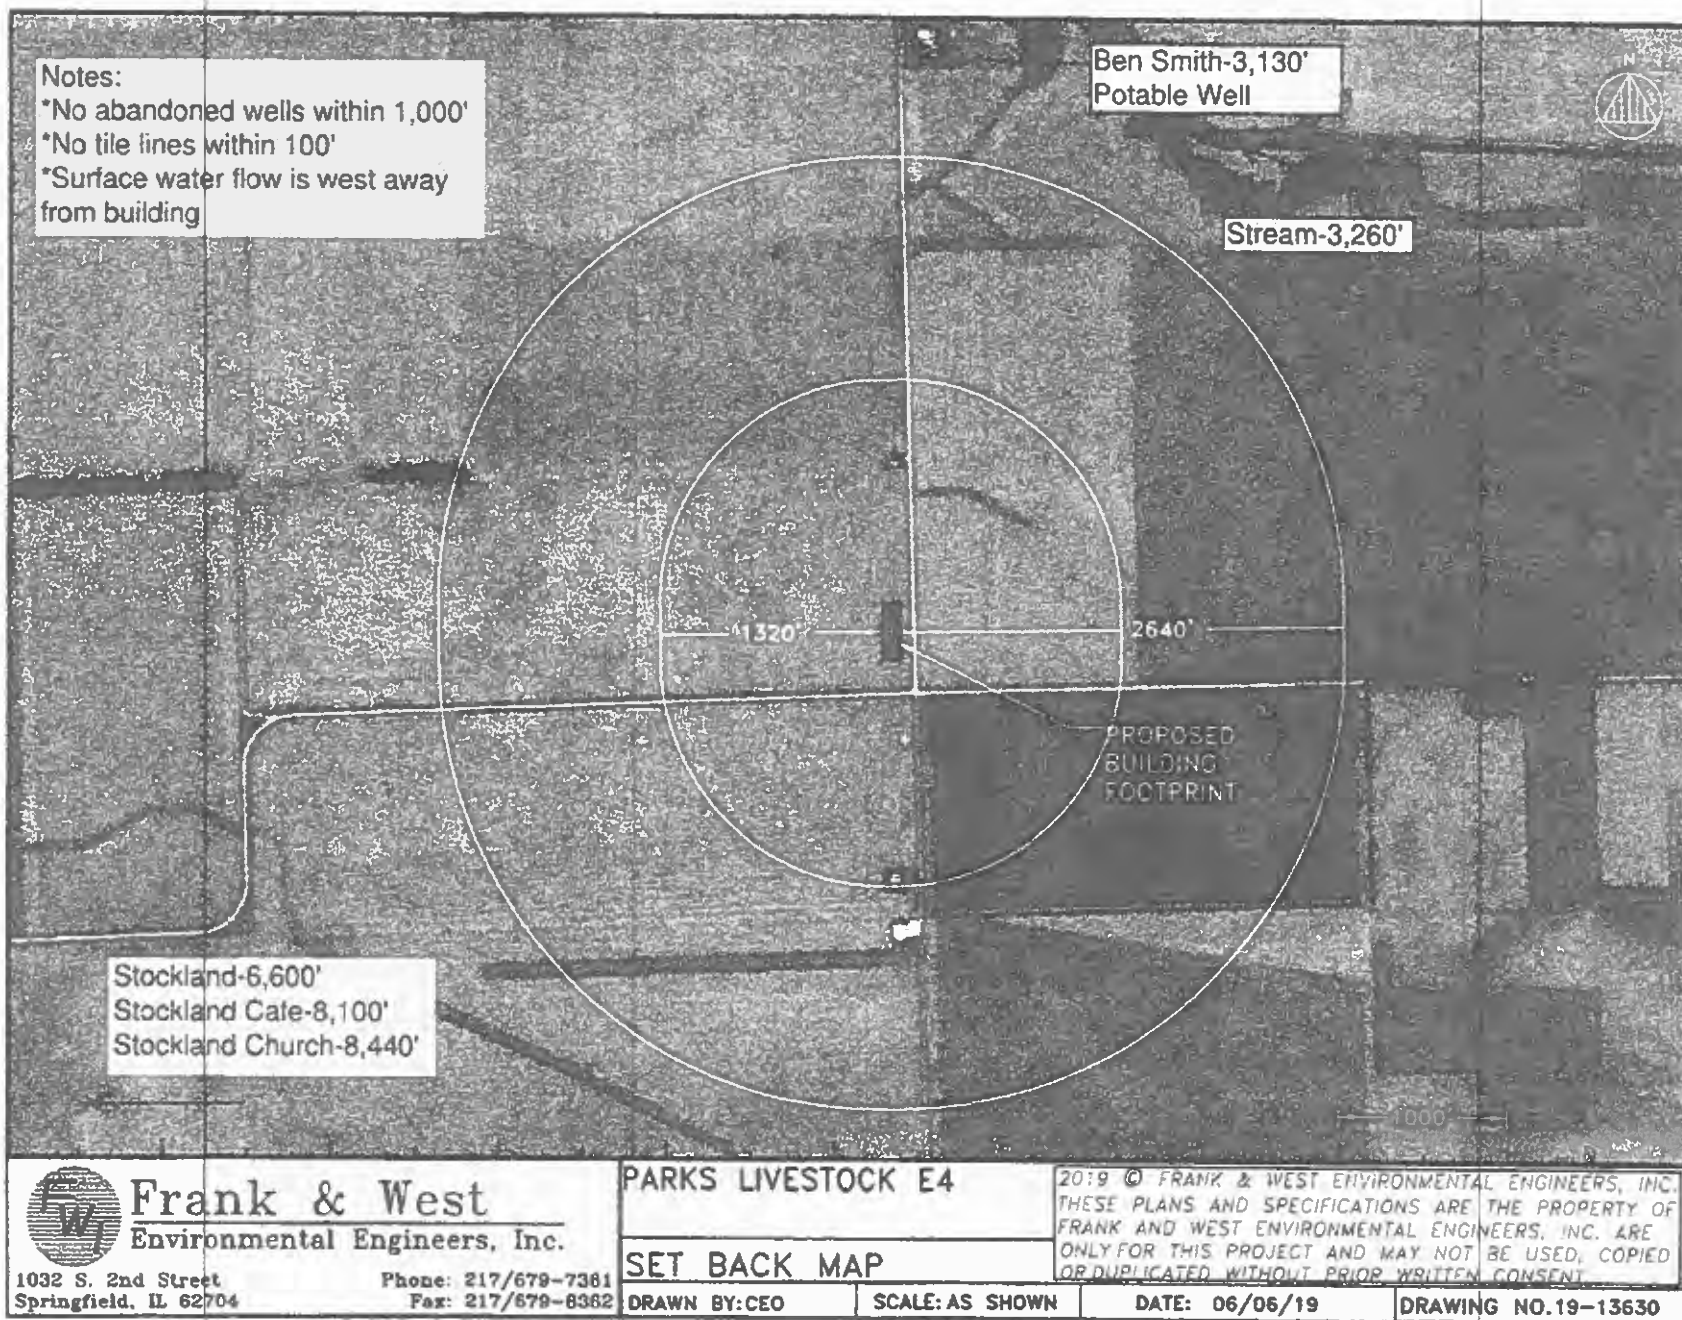 Notes:
*No abandoned wells within 1,000'
*No tile lines within 100'
*Surface water flow is west away
from building
Ben Smith-3,130'
Potable Well
N
Stream-3,260'
1320'
2640'
PROPOSED
BUILDING
FOOTPRINT
Stockland-6,600'
Stockland Cafe-8,100'
Stockland Church-8,440'
FWI
Frank & West
Environmental Engineers, Inc.
1032 S. 2nd Street
Springfield, IL 62704
Phone: 217/679-7381
Fax: 217/679-8382
PARKS LIVESTOCK E4
SET BACK MAP
2019 © FRANK & WEST ENVIRONMENTAL ENGINEERS, INC.
THESE PLANS AND SPECIFICATIONS ARE THE PROPERTY OF
FRANK AND WEST ENVIRONMENTAL ENGINEERS, INC. ARE
ONLY FOR THIS PROJECT AND MAY NOT BE USED, COPIED
OR DUPLICATED WITHOUT PRIOR WRITTEN CONSENT
DRAWN BY:CEO
SCALE: AS SHOWN
DATE: 06/06/19
DRAWING NO.19-13630